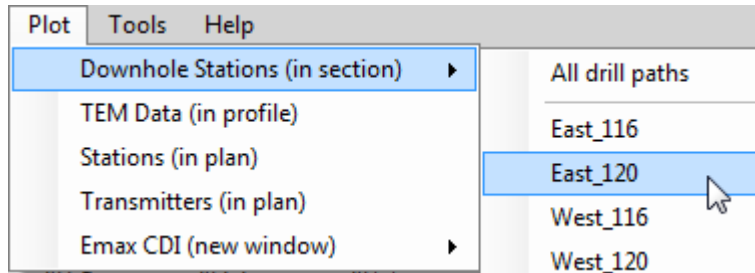 Plot Tools Help
Downhole Stations (in section)
TEM Data (in profile)
Stations (in plan)
Transmitters (in plan)
Emax CDI (new window)
All drill paths
East_116
East_120
West_116
West_120